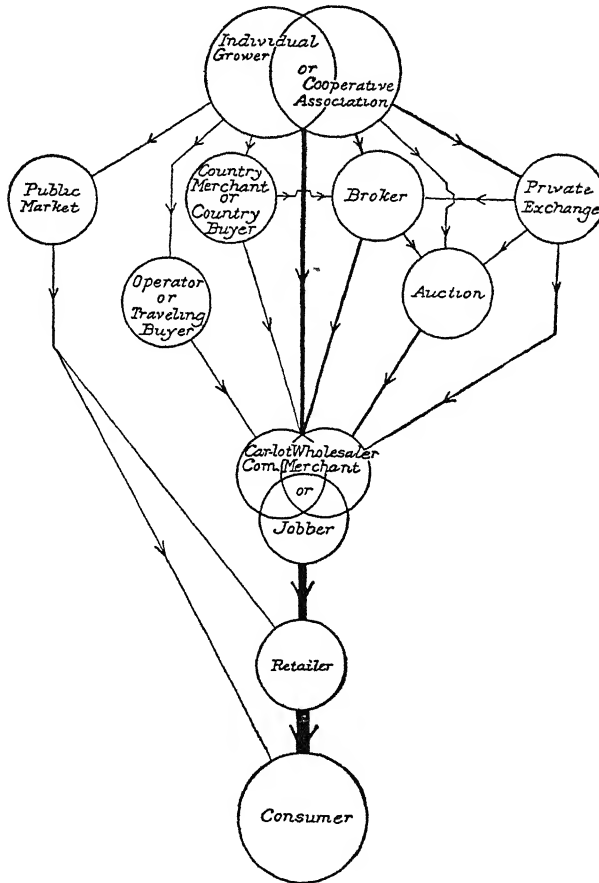 Individual
Grower
or
Cooperative
Association
Public
Market
Country
Merchant
or
Country
Buyer
Broker
Private
Exchange
Operator
or
Traveling
Buyer
Auction
Carlot Wholesaler
Com. Merchant
or
Jobber
Retailer
Consumer